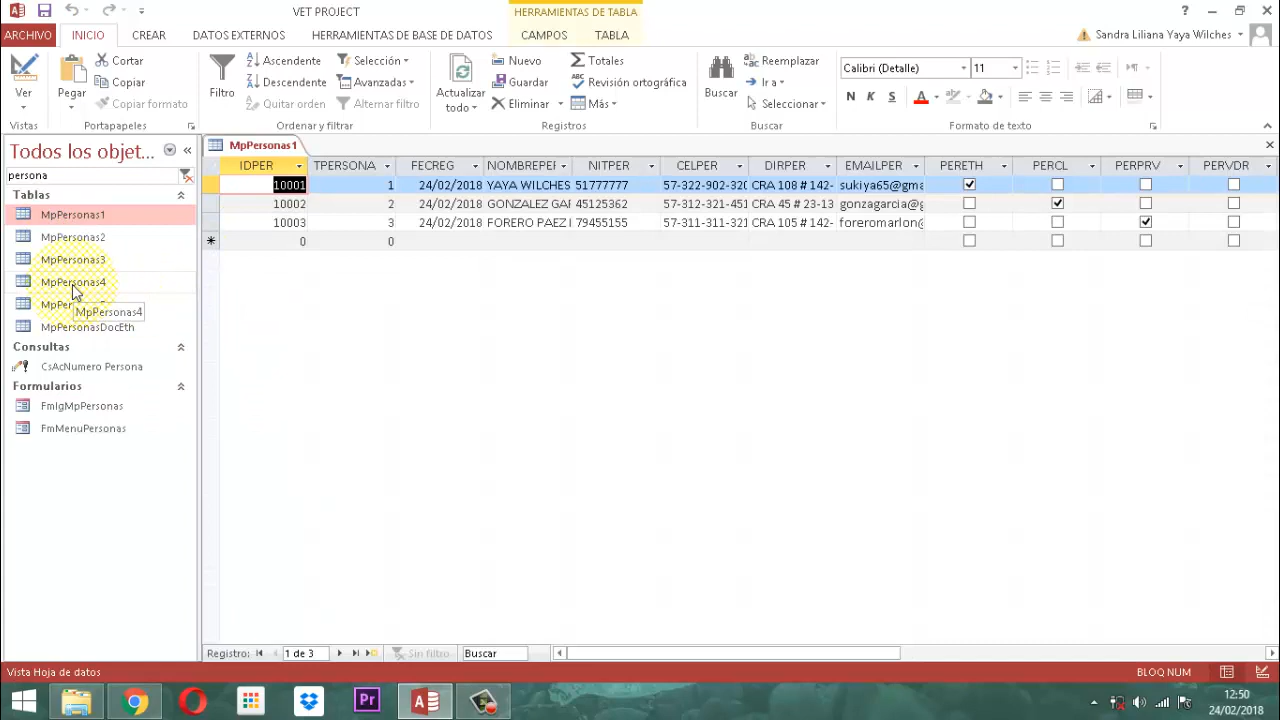 VET PROJECT
HERRAMIENTAS DE TABLA
ARCHIVO INICIO CREAR DATOS EXTERNOS HERRAMIENTAS DE BASE DE DATOS CAMPOS TABLA Sandra Liliana Yaya Wilches
Ver
Pegar
Cortar
Copiar
Copiar formato
Filtro
Ascendente
Descendente
Quitar orden
Selección
Avanzadas
Alternar filtro
Actualizar todo
Nuevo
Guardar
Eliminar
Totales
Revisión ortográfica
Más
Buscar
Reemplazar
Ir a
Seleccionar
Calibri (Detalle) 11
N K S A
Vistas Portapapeles Ordenar y filtrar Registros Buscar Formato de texto
Todos los objet...
persona
Tablas
MpPersonas1
MpPersonas2
MpPersonas3
MpPersonas4
MpPer
MpPersonas4
MpPersonasDocEth
Consultas
CsAcNumero Persona
Formularios
FmIgMpPersonas
FmMenuPersonas
MpPersonas1
IDPER TPERSONA FECREG NOMBREPER NITPER CELPER DIRPER EMAILPER PERETH PERCL PERPRV PERVDR
10001 1 24/02/2018 YAYA WILCHES 51777777 57-322-902-320 CRA 108 # 142- sukiya65@gma
10002 2 24/02/2018 GONZALEZ GAR 45125362 57-312-321-451 CRA 45 # 23-13 gonzagarcia@
10003 3 24/02/2018 FORERO PAEZ 79455155 57-311-311-321 CRA 105 # 142- foreromarlon@
0 0
Registro: 1 de 3 Sin filtro Buscar
Vista Hoja de datos BLOQ NUM
Pr
12:50
24/02/2018